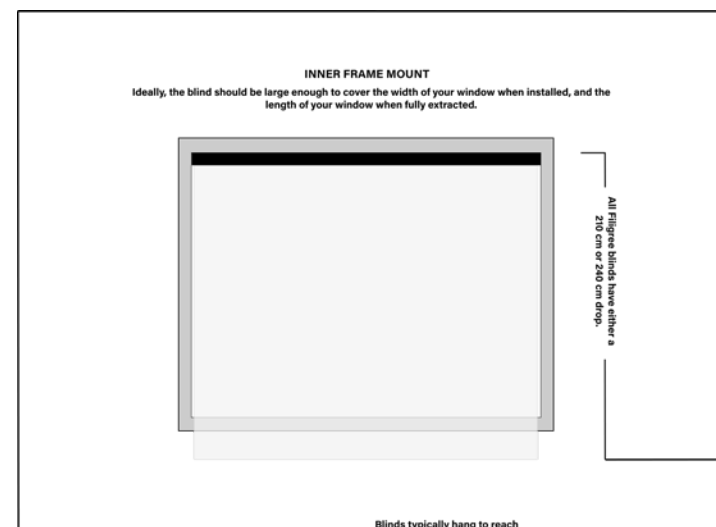 INNER FRAME MOUNT
Ideally, the blind should be large enough to cover the width of your window when installed, and the
length of your window when fully extracted.
All Filigree blinds have either a
210 cm or 240 cm drop.
Blinds typically hang to reach